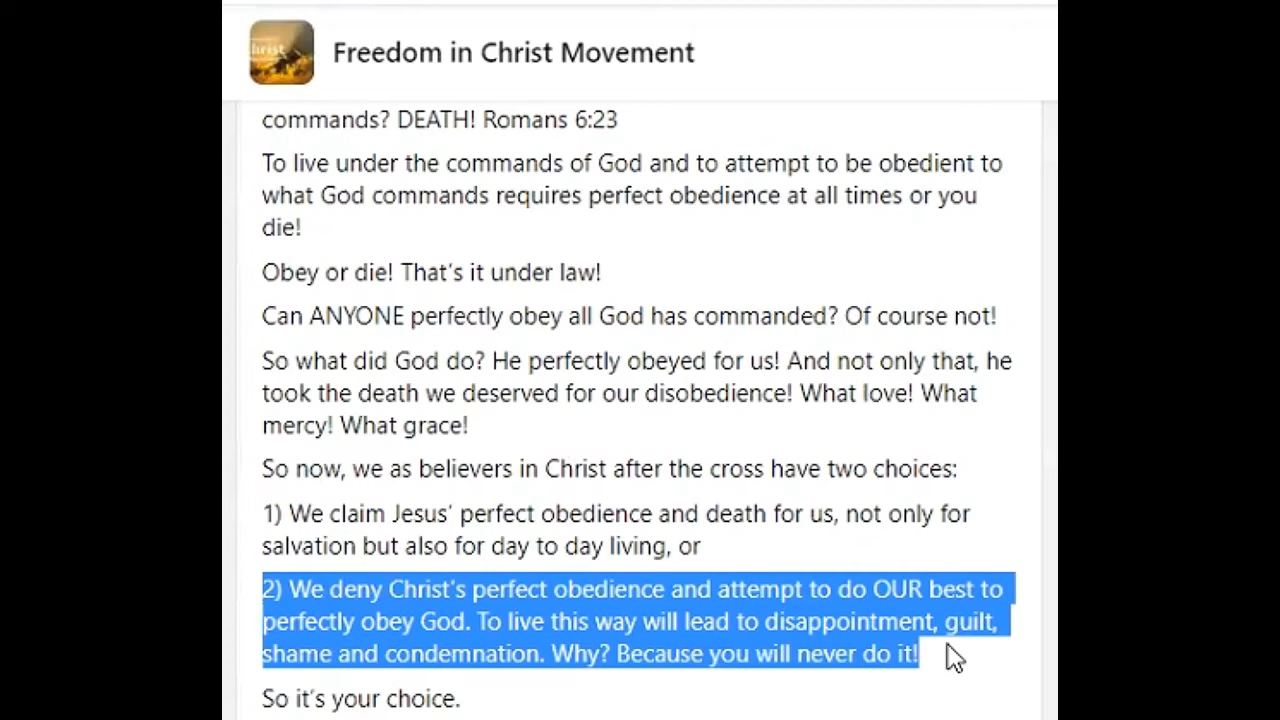 hrist
Freedom in Christ Movement
commands? DEATH! Romans 6:23
To live under the commands of God and to attempt to be obedient to
what God commands requires perfect obedience at all times or you
die!
Obey or die! That's it under law!
Can ANYONE perfectly obey all God has commanded? Of course not!
So what did God do? He perfectly obeyed for us! And not only that, he
took the death we deserved for our disobedience! What love! What
mercy! What grace!
So now, we as believers in Christ after the cross have two choices:
1) We claim Jesus' perfect obedience and death for us, not only for
salvation but also for day to day living, or
2) We deny Christ's perfect obedience and attempt to do OUR best to
perfectly obey God. To live this way will lead to disappointment, guilt,
shame and condemnation. Why? Because you will never do it!
So it's your choice.